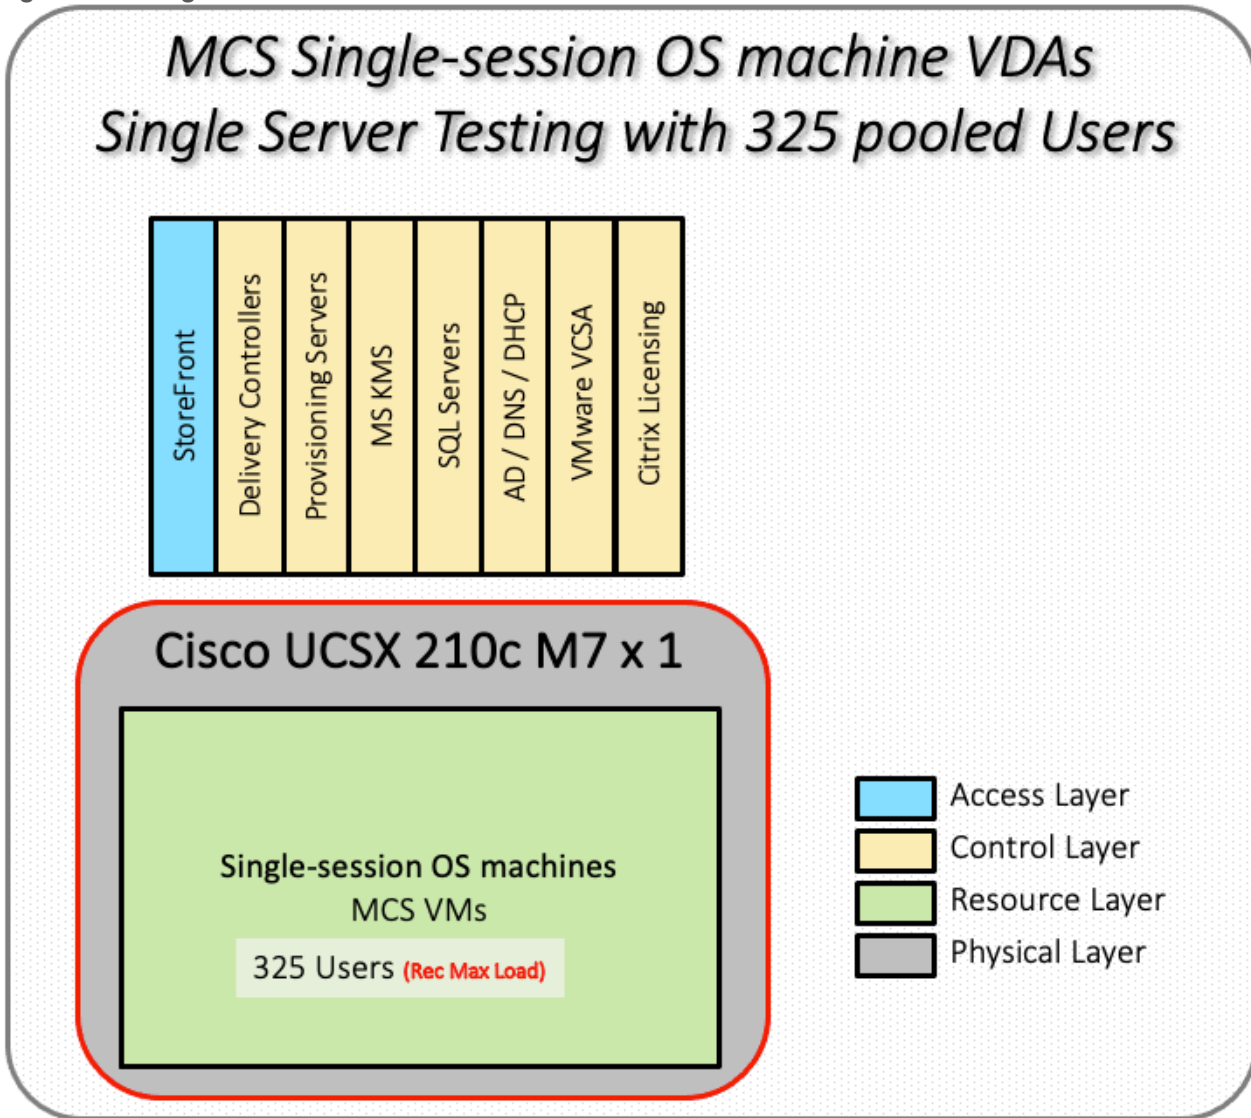 MCS Single-session OS machine VDAs
Single Server Testing with 325 pooled Users
StoreFront
Delivery Controllers
Provisioning Servers
MS KMS
SQL Servers
AD / DNS / DHCP
VMware VCSA
Citrix Licensing
Cisco UCSX 210c M7 x 1
Single-session OS machines
MCS VMs
325 Users (Rec Max Load)
Access Layer
Control Layer
Resource Layer
Physical Layer